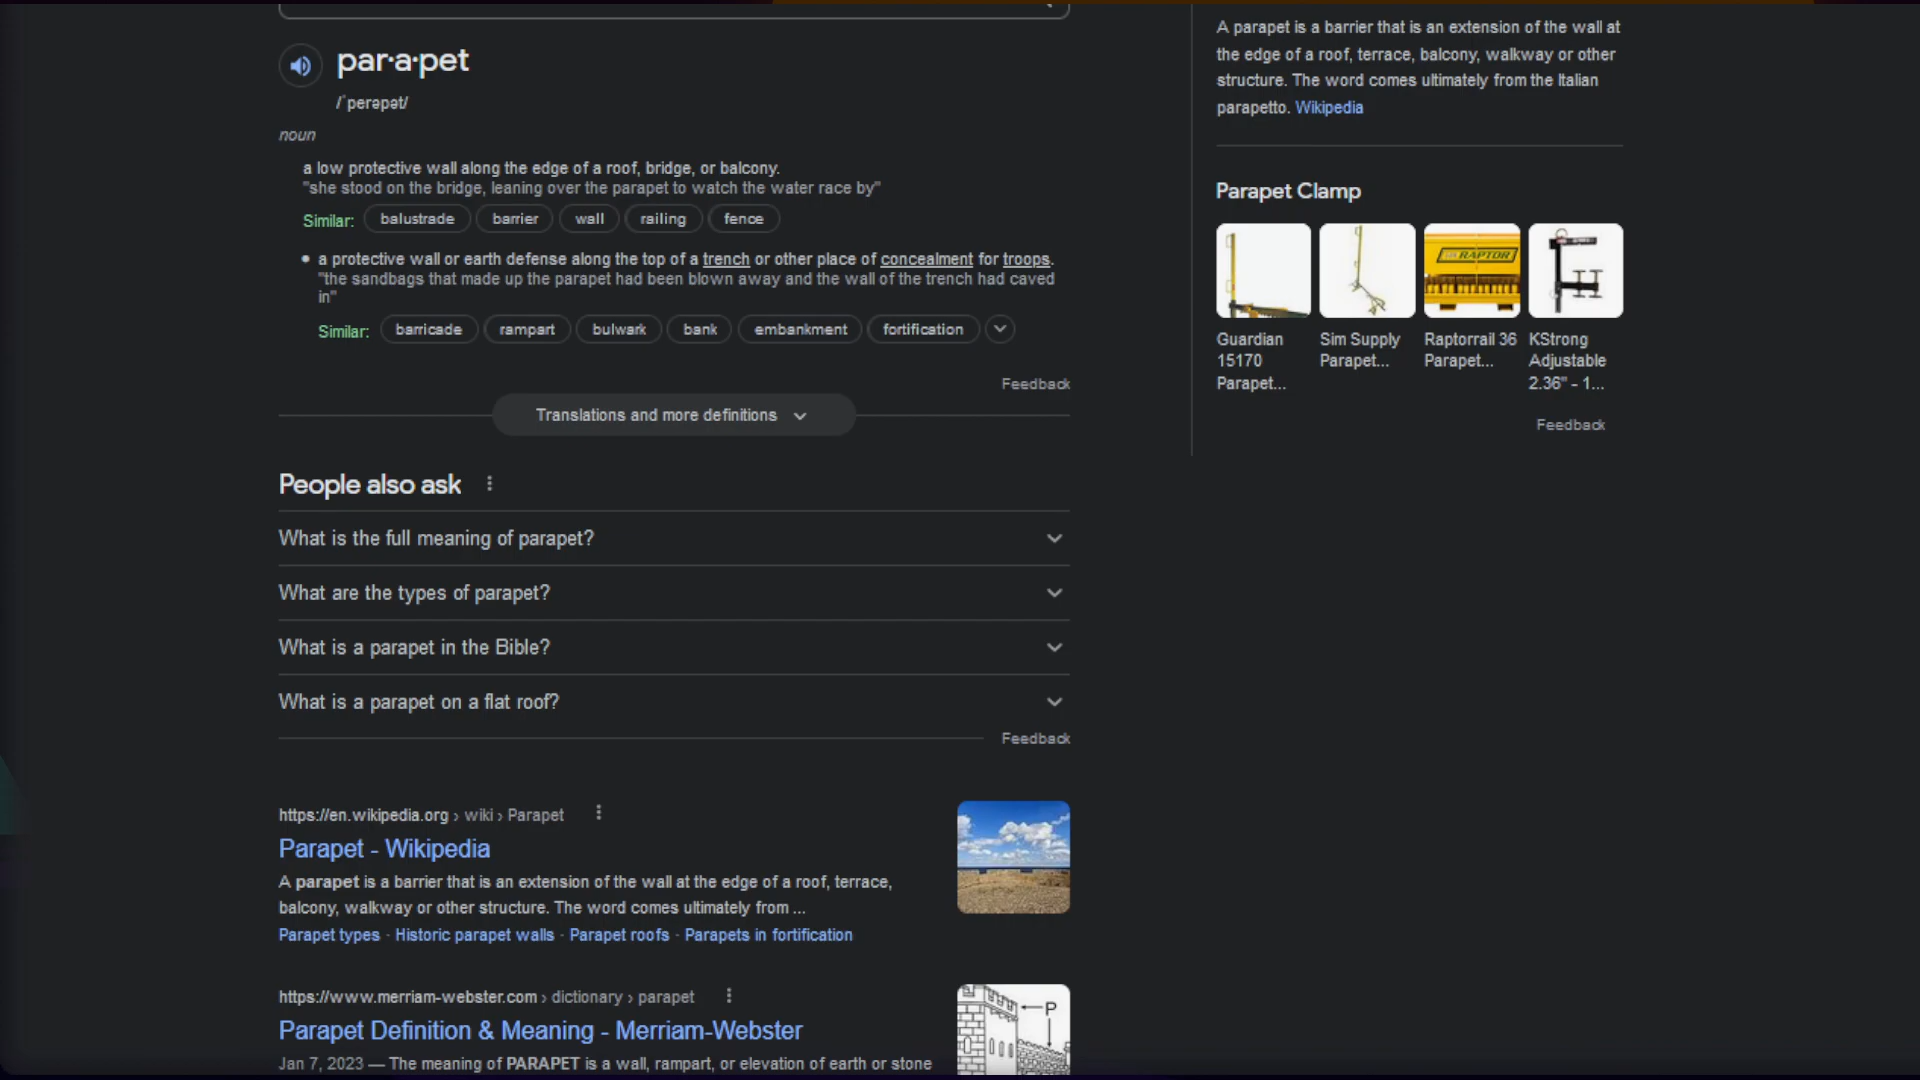 par·a·pet
/ˈperəpət/
noun
a low protective wall along the edge of a roof, bridge, or balcony.
"she stood on the bridge, leaning over the parapet to watch the water race by"
Similar: balustrade barrier wall railing fence
• a protective wall or earth defense along the top of a trench or other place of concealment for troops.
"the sandbags that made up the parapet had been blown away and the wall of the trench had caved
in"
Similar: barricade rampart bulwark bank embankment fortification
Feedback
Translations and more definitions
People also ask
What is the full meaning of parapet?
What are the types of parapet?
What is a parapet in the Bible?
What is a parapet on a flat roof?
Feedback
https://en.wikipedia.org › wiki › Parapet
Parapet - Wikipedia
A parapet is a barrier that is an extension of the wall at the edge of a roof, terrace,
balcony, walkway or other structure. The word comes ultimately from ...
Parapet types · Historic parapet walls · Parapet roofs · Parapets in fortification
https://www.merriam-webster.com › dictionary › parapet
Parapet Definition & Meaning - Merriam-Webster
Jan 7, 2023 — The meaning of PARAPET is a wall, rampart, or elevation of earth or stone
P
A parapet is a barrier that is an extension of the wall at
the edge of a roof, terrace, balcony, walkway or other
structure. The word comes ultimately from the Italian
parapetto. Wikipedia
Parapet Clamp
RAPTOR
Guardian
15170
Parapet...
Sim Supply
Parapet...
Raptorrail 36
Parapet...
KStrong
Adjustable
2.36" - 1...
Feedback